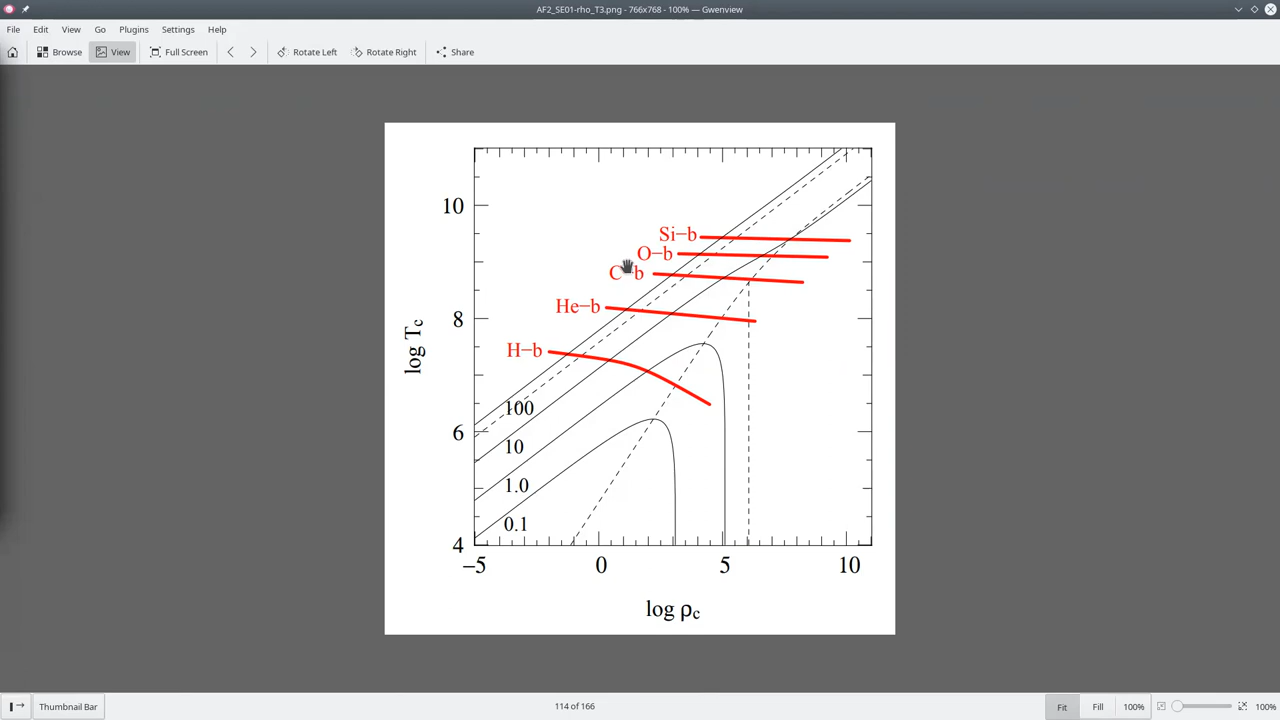 AF2_SE01-rho_T3.png - 766x768 - 100% — Gwenview
File Edit View Go Plugins Settings Help
Browse View Full Screen Rotate Left Rotate Right Share
10
Si−b
O−b
C−b
He−b
8
H−b
log Tc
100
6
10
1.0
0.1
4
−5 0 5 10
log ρc
Thumbnail Bar 114 of 166 Fit Fill 100% 100%